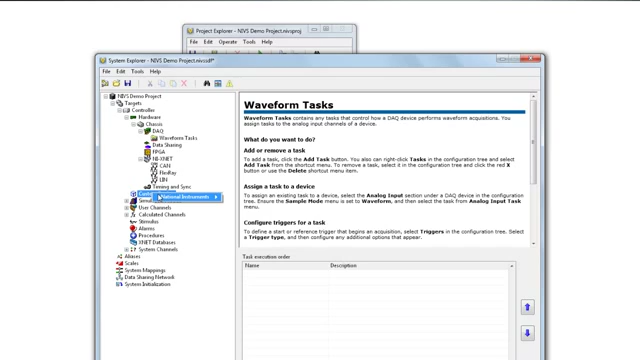 Project Explorer - NIVS Demo Project.nivsproj
File Edit View Operate Tools Help
System Explorer - NIVS Demo Project.nivssdf*
File Edit Tools Help
NIVS Demo Project
Targets
Controller
Hardware
Chassis
DAQ
Waveform Tasks
Data Sharing
FPGA
NI-XNET
CAN
FlexRay
LIN
Timing and Sync
National Instruments
User Channels
Calculated Channels
Stimulus
Alarms
Procedures
XNET Databases
System Channels
Aliases
Scales
System Mappings
Data Sharing Network
System Initialization
Waveform Tasks
Waveform Tasks contains any tasks that control how a DAQ device performs waveform acquisitions. You
assign tasks to the analog input channels of a device.
What do you want to do?
Add or remove a task
To add a task, click the Add Task button. You can also right-click Tasks in the configuration tree and select
Add Task from the shortcut menu. To remove a task, select it in the configuration tree and click the red X
button or use the Delete shortcut menu item.
Assign a task to a device
To assign an existing task to a device, select the Analog Input section under a DAQ device in the configuration
tree. Ensure the Sample Mode menu is set to Waveform, and then select the task from Analog Input Task
menu.
Configure triggers for a task
To define a start or reference trigger that begins an acquisition, select Triggers in the configuration tree. Select
a Trigger type, and then configure any additional options that appear.
Task execution order
Name Description